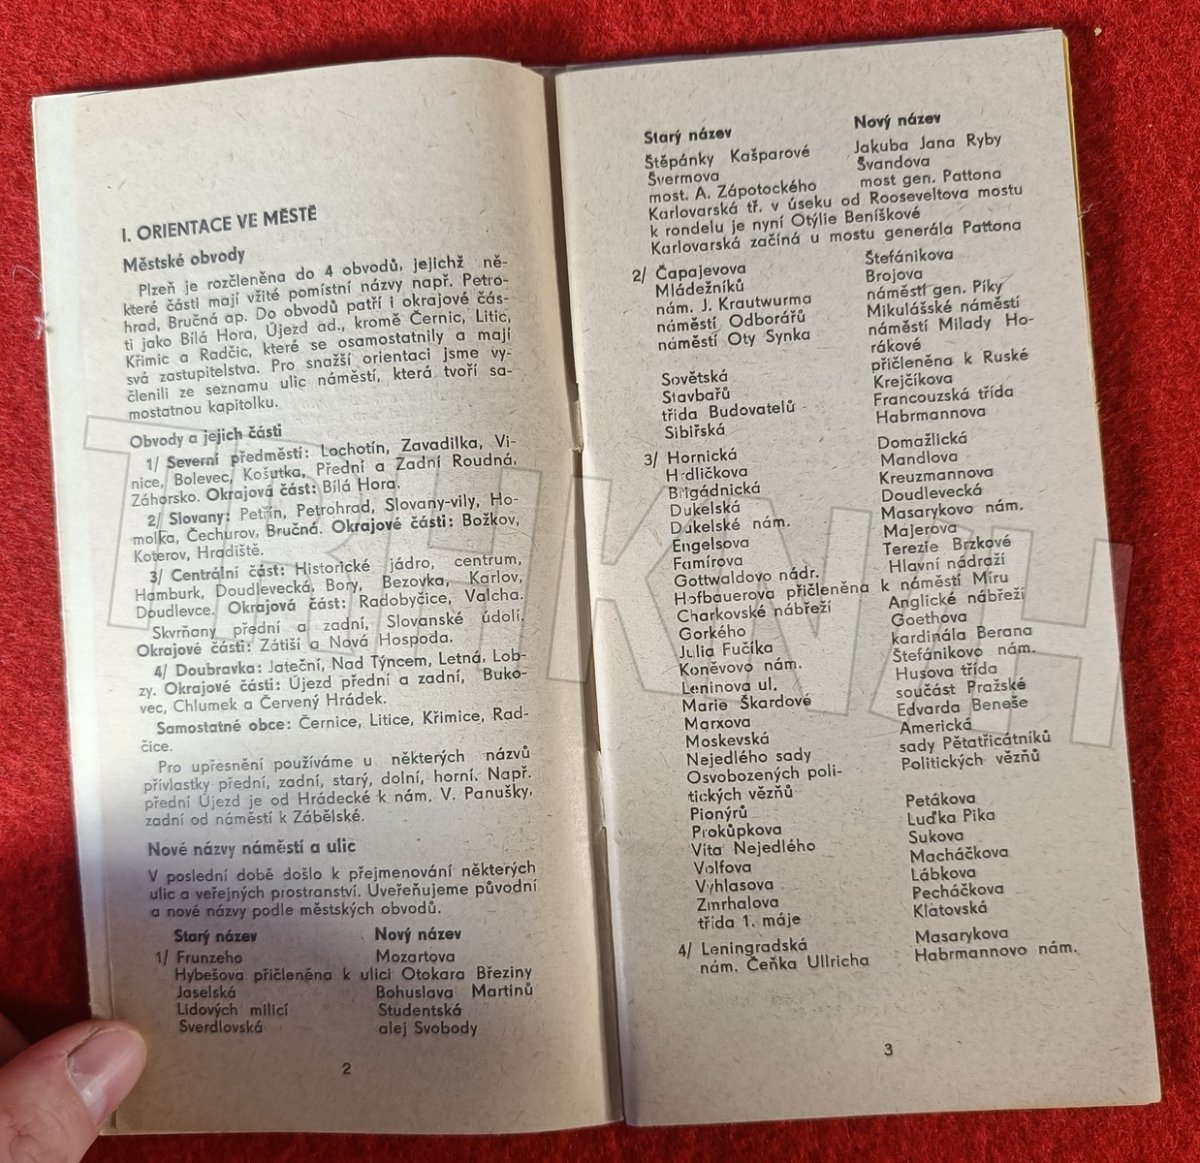 I. ORIENTACE VE MĚSTĚ
Městské obvody
Plzeň je rozčleněna do 4 obvodů, jejichž ně-
které části mají vžité pomístní názvy např. Petro-
hrad, Bručná ap. Do obvodů patří i okrajové čás-
ti jako Bílá Hora, Újezd ad., kromě Černic, Litic,
Křimic a Radčic, které se osamostatnily a mají
svá zastupitelstva. Pro snažší orientaci jsme vy-
členili ze seznamu ulic náměstí, která tvoří sa-
mostatnou kapitolku.
Obvody a jejich části
1/ Severní předměstí: Lochotín, Zavadilka, Vi-
nice, Bolevec, Košutka, Přední a Zadní Roudná,
Záhorsko. Okrajová část: Bílá Hora.
2/ Slovany: Petřín, Petrohrad, Slovany-vily, Ho-
molka, Čechurov, Bručná. Okrajové části: Božkov,
Koterov, Hradiště.
3/ Centrální část: Historické jádro, centrum,
Hamburk, Doudlevecká, Bory, Bezovka, Karlov,
Doudlevce. Okrajová část: Radobyčice, Valcha.
Skvrňany přední a zadní, Slovanské údolí.
Okrajové části: Zátiší a Nová Hospoda.
4/ Doubravka: Jateční, Nad Týncem, Letná, Lob-
zy. Okrajové části: Újezd přední a zadní, Buko-
vec, Chlumek a Červený Hrádek.
Samostatné obce: Černice, Litice, Křimice, Rad-
čice.
Pro upřesnění používáme u některých názvů
přívlastky přední, zadní, starý, dolní, horní. Např.
přední Újezd je od Hrádecké k nám. V. Panušky,
zadní od náměstí k Zábělské.
Nové názvy náměstí a ulic
V poslední době došlo k přejmenování některých
ulic a veřejných prostranství. Uveřeňujeme původní
a nové názvy podle městských obvodů.
Starý název Nový název
1/ Frunzeho Mozartova
Hybešova přičleněna k ulici Otokara Březiny
Jaselská Bohuslava Martinů
Lidových milicí Studentská
Sverdlovská alej Svobody
2
Starý název Nový název
Štěpánky Kašparové Jakuba Jana Ryby
Švermova Švandova
most. A. Zápotockého most gen. Pattona
Karlovarská tř. v úseku od Rooseveltova mostu
k rondelu je nyní Otýlie Beníškové
Karlovarská začíná u mostu generála Pattona
2/ Čapajevova Štefánikova
Mládežníků Brojova
nám. J. Krautwurma náměstí gen. Píky
náměstí Odborářů Mikulášské náměstí
náměstí Oty Synka náměstí Milady Ho-
rákové
Sovětská přičleněna k Ruské
Stavbařů Krejčíkova
třída Budovatelů Francouzská třída
Sibiřská Habrmannova
3/ Hornická Domažlická
Hrdličkova Mandlova
Brigádnická Kreuzmannova
Dukelská Doudlevecká
Dukelské nám. Masarykovo nám.
Engelsova Majerova
Famírova Terezie Brzkové
Gottwaldovo nádr. Hlavní nádraží
Hofbauerova přičleněna k náměstí Míru
Charkovské nábřeží Anglické nábřeží
Gorkého Goethova
Julia Fučíka kardinála Berana
Koněvovo nám. Štefánikovo nám.
Leninova ul. Husova třída
Marie Škardové součást Pražské
Marxova Edvarda Beneše
Moskevská Americká
Nejedlého sady sady Pětatřicátníků
Osvobozených poli- Politických vězňů
tických vězňů
Pionýrů Petákova
Prokůpkova Luďka Pika
Víta Nejedlého Sukova
Volfova Macháčkova
Vyhlasova Lábkova
Zmrhalova Pecháčkova
třída 1. máje Klatovská
4/ Leningradská Masarykova
nám. Čeňka Ullricha Habrmannovo nám.
3